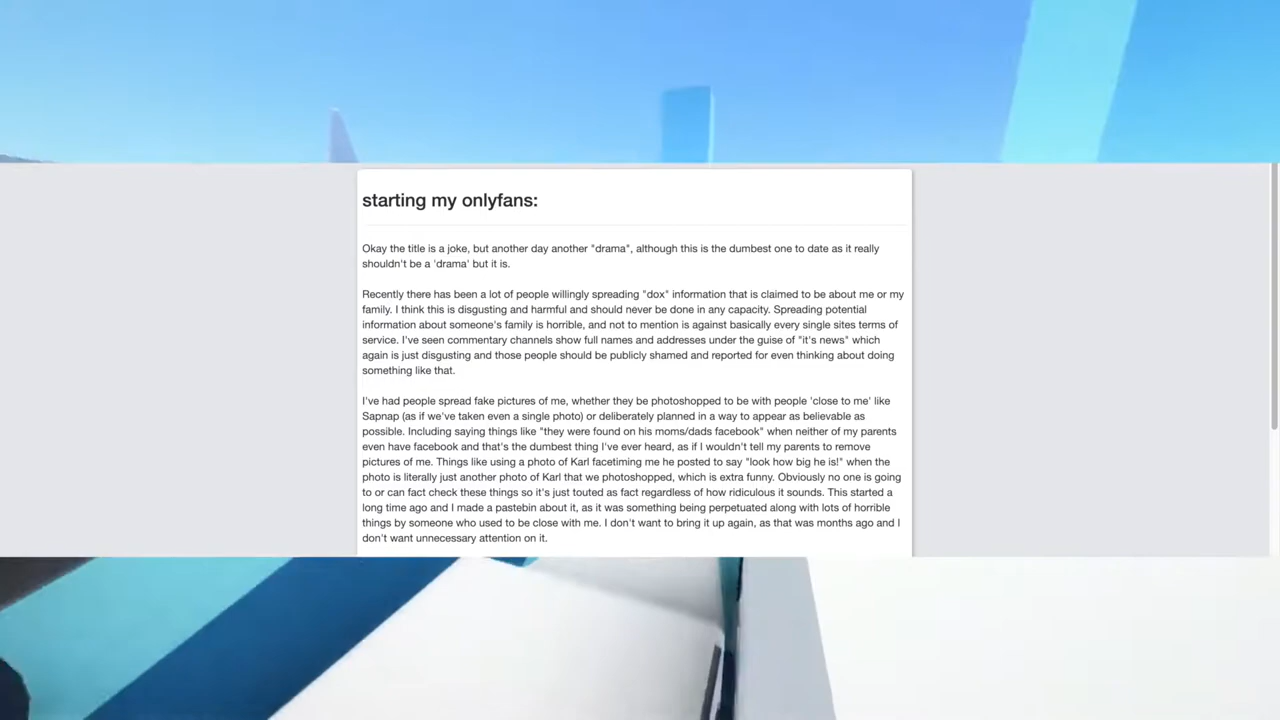 starting my onlyfans:
Okay the title is a joke, but another day another "drama", although this is the dumbest one to date as it really
shouldn't be a 'drama' but it is.
Recently there has been a lot of people willingly spreading "dox" information that is claimed to be about me or my
family. I think this is disgusting and harmful and should never be done in any capacity. Spreading potential
information about someone's family is horrible, and not to mention is against basically every single sites terms of
service. I've seen commentary channels show full names and addresses under the guise of "it's news" which
again is just disgusting and those people should be publicly shamed and reported for even thinking about doing
something like that.
I've had people spread fake pictures of me, whether they be photoshopped to be with people 'close to me' like
Sapnap (as if we've taken even a single photo) or deliberately planned in a way to appear as believable as
possible. Including saying things like "they were found on his moms/dads facebook" when neither of my parents
even have facebook and that's the dumbest thing I've ever heard, as if I wouldn't tell my parents to remove
pictures of me. Things like using a photo of Karl facetiming me he posted to say "look how big he is!" when the
photo is literally just another photo of Karl that we photoshopped, which is extra funny. Obviously no one is going
to or can fact check these things so it's just touted as fact regardless of how ridiculous it sounds. This started a
long time ago and I made a pastebin about it, as it was something being perpetuated along with lots of horrible
things by someone who used to be close with me. I don't want to bring it up again, as that was months ago and I
don't want unnecessary attention on it.